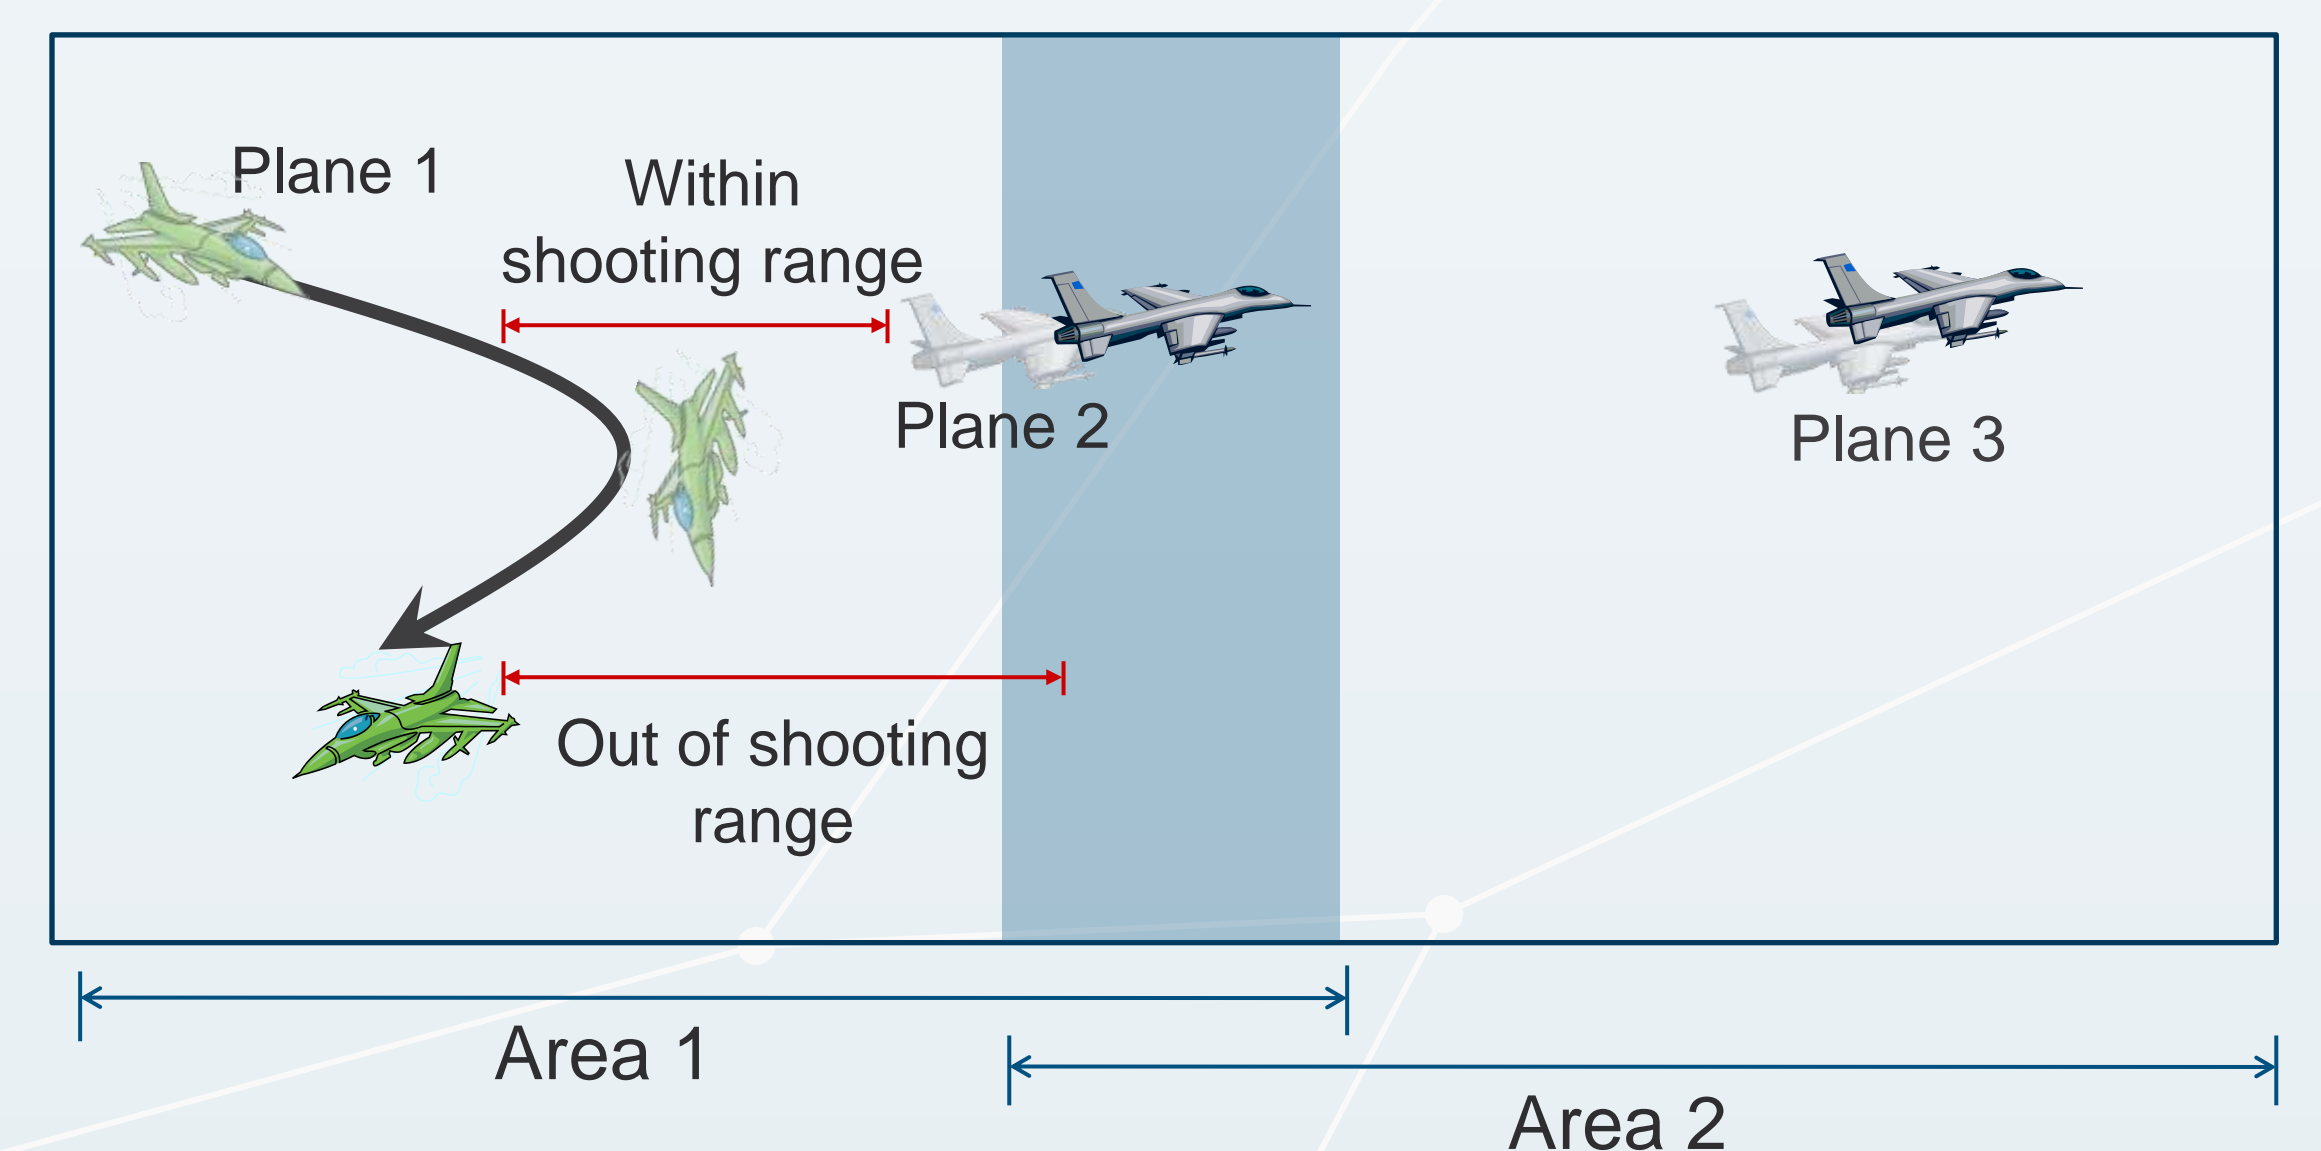 Plane 1
Within
shooting range
Plane 2
Plane 3
Out of shooting
range
Area 1
Area 2